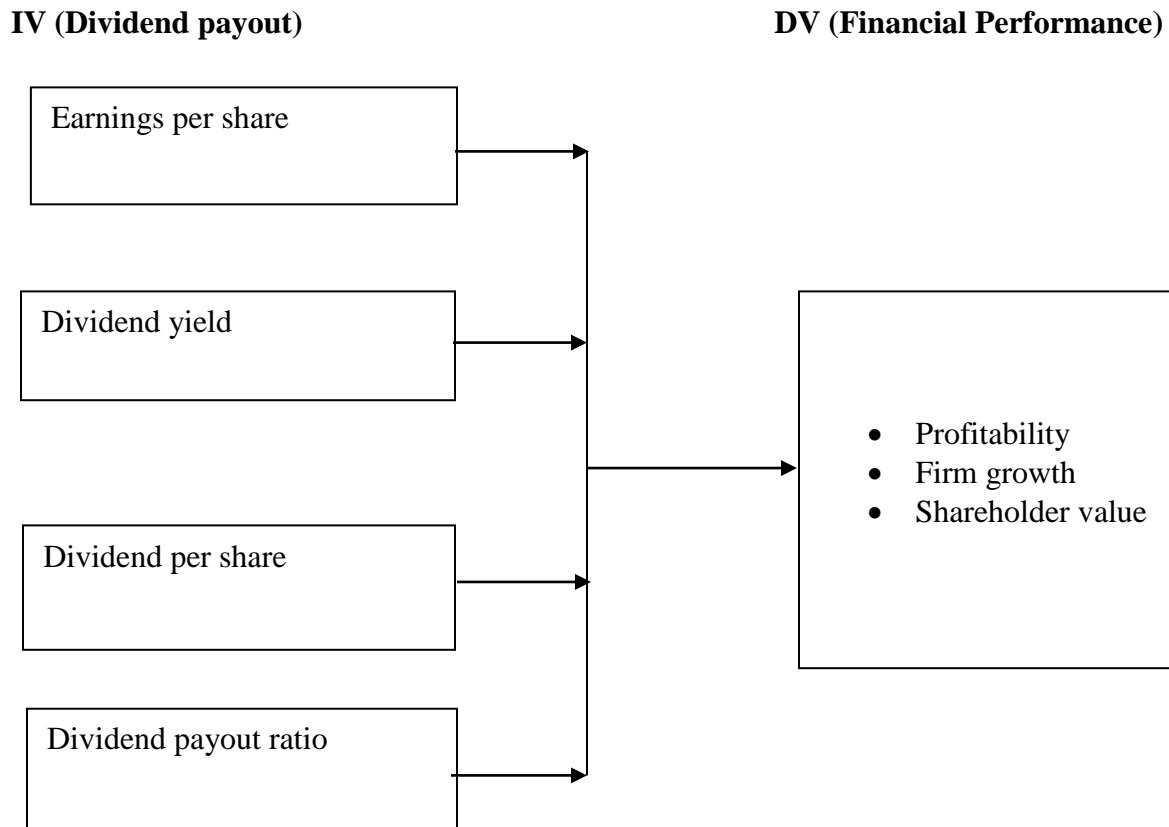 IV (Dividend payout)
DV (Financial Performance)
Earnings per share
Dividend yield
• Profitability
• Firm growth
• Shareholder value
Dividend per share
Dividend payout ratio